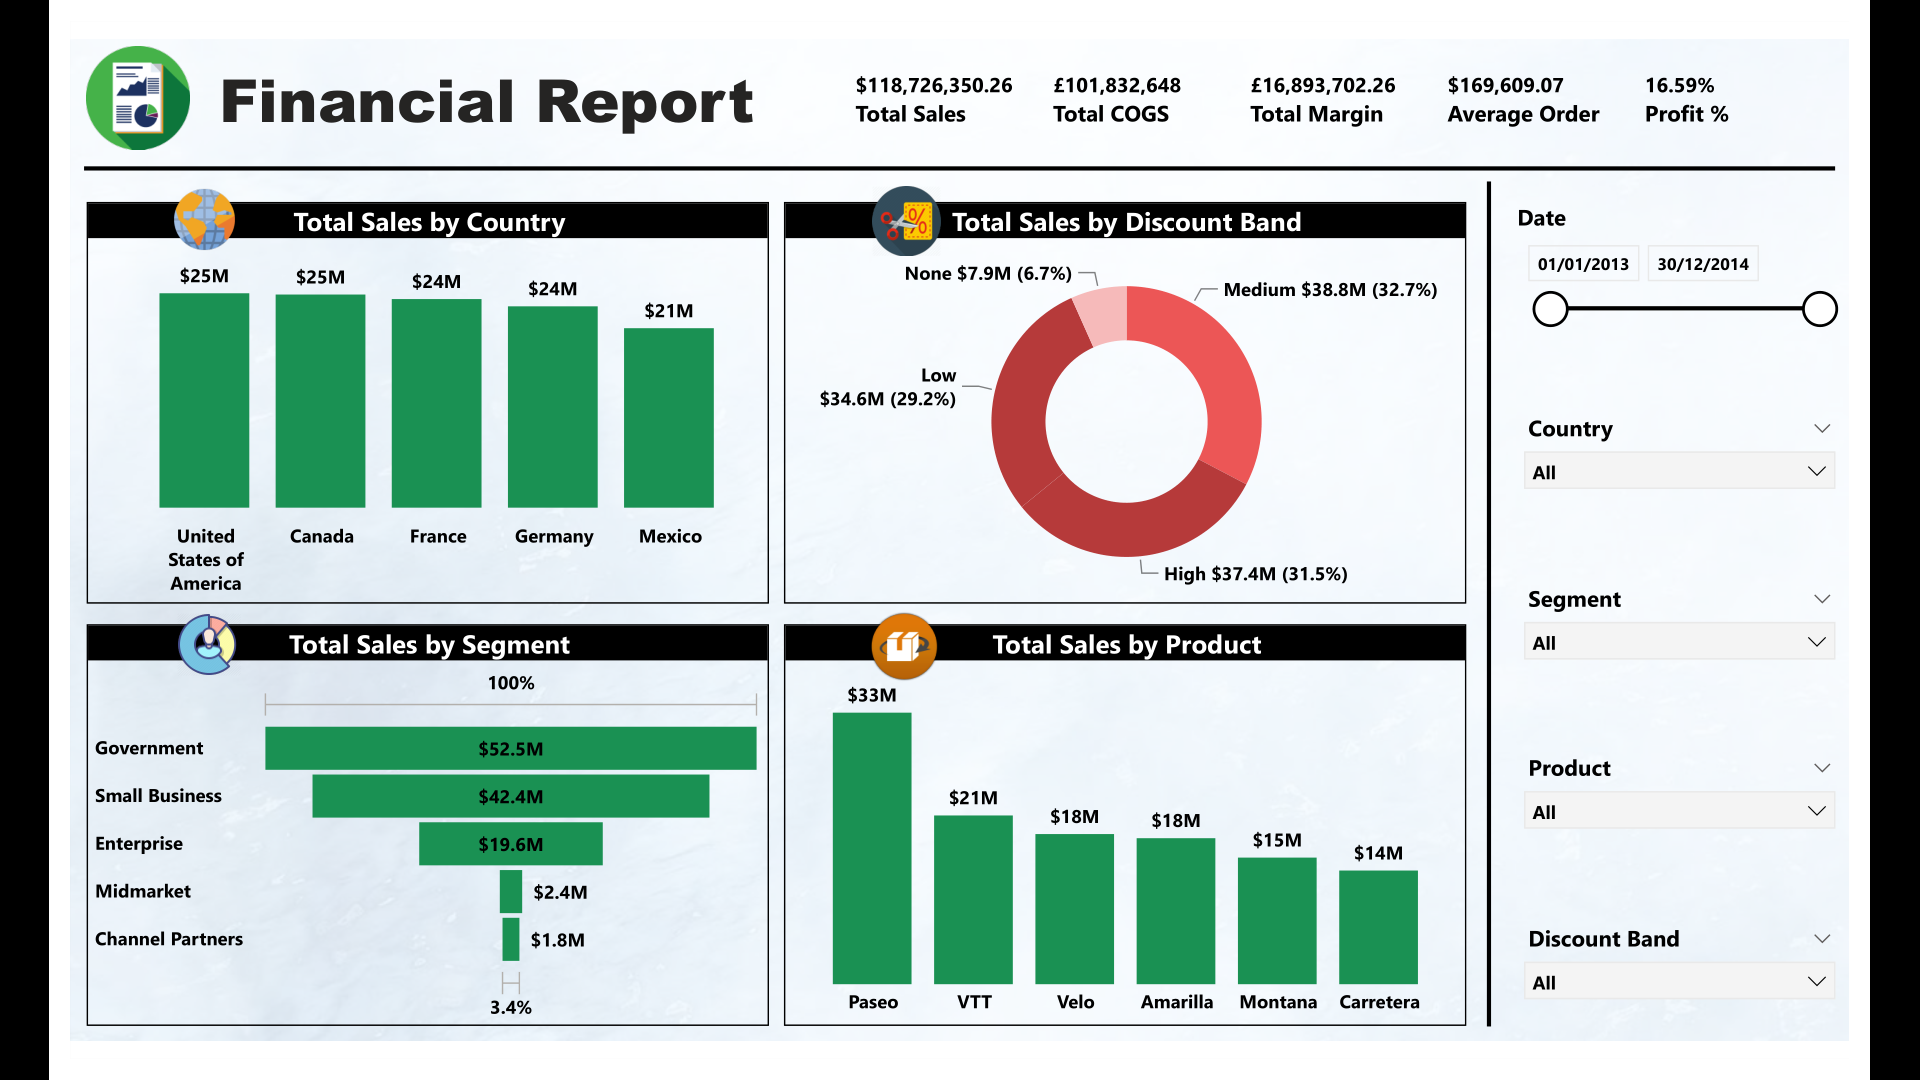 Financial Report
$118,726,350.26
Total Sales
£101,832,648
Total COGS
£16,893,702.26
Total Margin
$169,609.07
Average Order
16.59%
Profit %
Total Sales by Country
$25M
$25M
$24M
$24M
$21M
United
States of
America
Canada
France
Germany
Mexico
Total Sales by Discount Band
None $7.9M (6.7%)
Medium $38.8M (32.7%)
Low
$34.6M (29.2%)
High $37.4M (31.5%)
Total Sales by Segment
100%
Government
$52.5M
Small Business
$42.4M
Enterprise
$19.6M
Midmarket
$2.4M
Channel Partners
$1.8M
3.4%
Total Sales by Product
$33M
$21M
$18M
$18M
$15M
$14M
Paseo
VTT
Velo
Amarilla
Montana
Carretera
Date
01/01/2013
30/12/2014
Country
All
Segment
All
Product
All
Discount Band
All